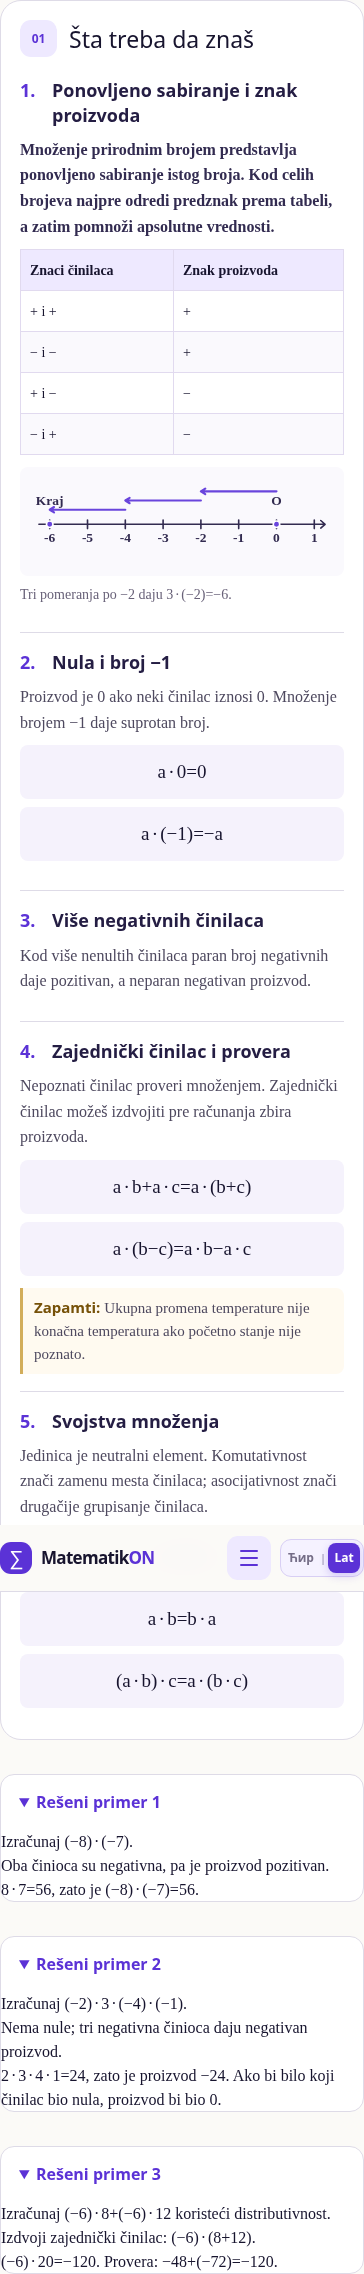 01 Šta treba da znaš
1. Ponovljeno sabiranje i znak
proizvoda
Množenje prirodnim brojem predstavlja
ponovljeno sabiranje istog broja. Kod celih
brojeva najpre odredi predznak prema tabeli,
a zatim pomnoži apsolutne vrednosti.
Znaci činilaca Znak proizvoda
+ i + +
− i − +
+ i − −
− i + −
Kraj O
-6 -5 -4 -3 -2 -1 0 1
Tri pomeranja po −2 daju 3·(−2)=−6.
2. Nula i broj −1
Proizvod je 0 ako neki činilac iznosi 0. Množenje
brojem −1 daje suprotan broj.
a·0=0
a·(−1)=−a
3. Više negativnih činilaca
Kod više nenultih činilaca paran broj negativnih
daje pozitivan, a neparan negativan proizvod.
4. Zajednički činilac i provera
Nepoznati činilac proveri množenjem. Zajednički
činilac možeš izdvojiti pre računanja zbira
proizvoda.
a·b+a·c=a·(b+c)
a·(b−c)=a·b−a·c
Zapamti: Ukupna promena temperature nije
konačna temperatura ako početno stanje nije
poznato.
5. Svojstva množenja
Jedinica je neutralni element. Komutativnost
znači zamenu mesta činilaca; asocijativnost znači
drugačije grupisanje činilaca.
∑ MatematikON Ћир | Lat
a·b=b·a
(a·b)·c=a·(b·c)
▼ Rešeni primer 1
Izračunaj (−8)·(−7).
Oba činioca su negativna, pa je proizvod pozitivan.
8·7=56, zato je (−8)·(−7)=56.
▼ Rešeni primer 2
Izračunaj (−2)·3·(−4)·(−1).
Nema nule; tri negativna činioca daju negativan
proizvod.
2·3·4·1=24, zato je proizvod −24. Ako bi bilo koji
činilac bio nula, proizvod bi bio 0.
▼ Rešeni primer 3
Izračunaj (−6)·8+(−6)·12 koristeći distributivnost.
Izdvoji zajednički činilac: (−6)·(8+12).
(−6)·20=−120. Provera: −48+(−72)=−120.